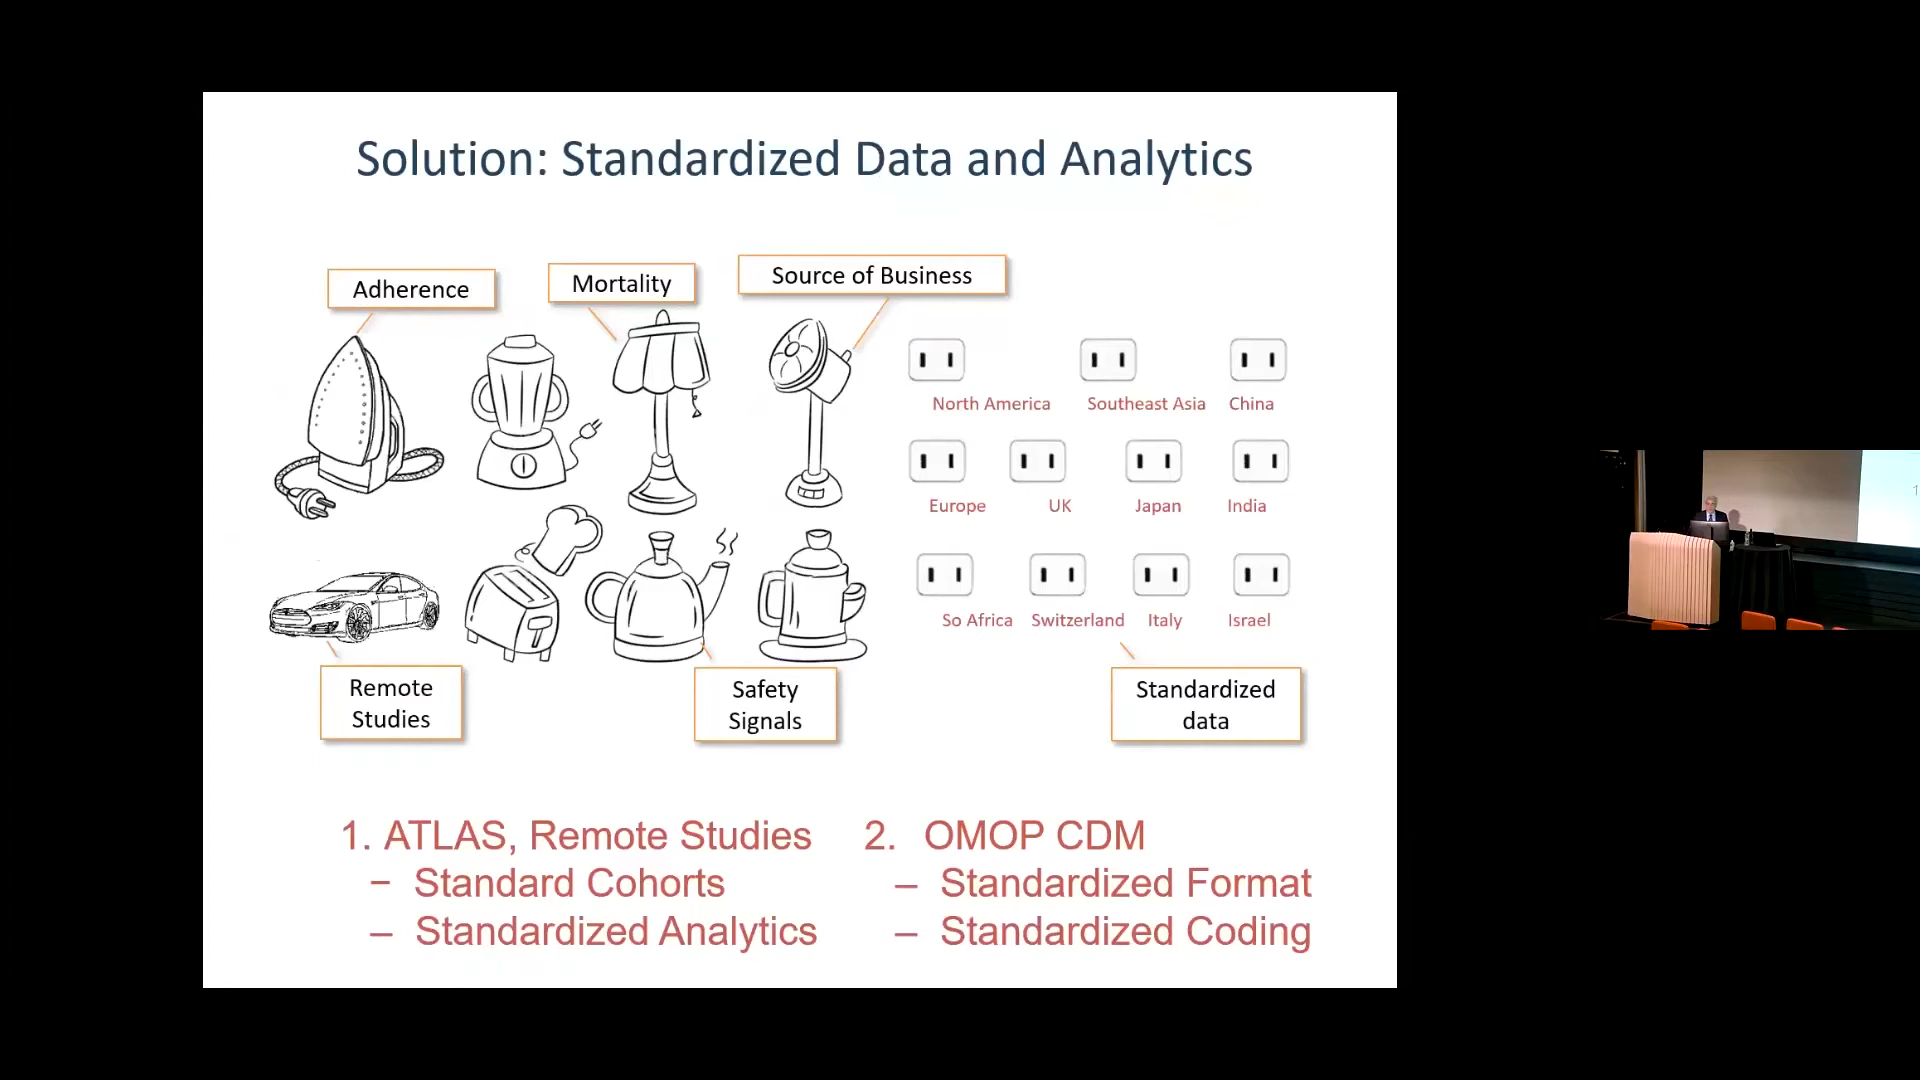 Solution: Standardized Data and Analytics
Adherence
Mortality
Source of Business
North America
Southeast Asia
China
Europe
UK
Japan
India
So Africa
Switzerland
Italy
Israel
Remote
Studies
Safety
Signals
Standardized
data
1. ATLAS, Remote Studies
– Standard Cohorts
– Standardized Analytics
2. OMOP CDM
– Standardized Format
– Standardized Coding